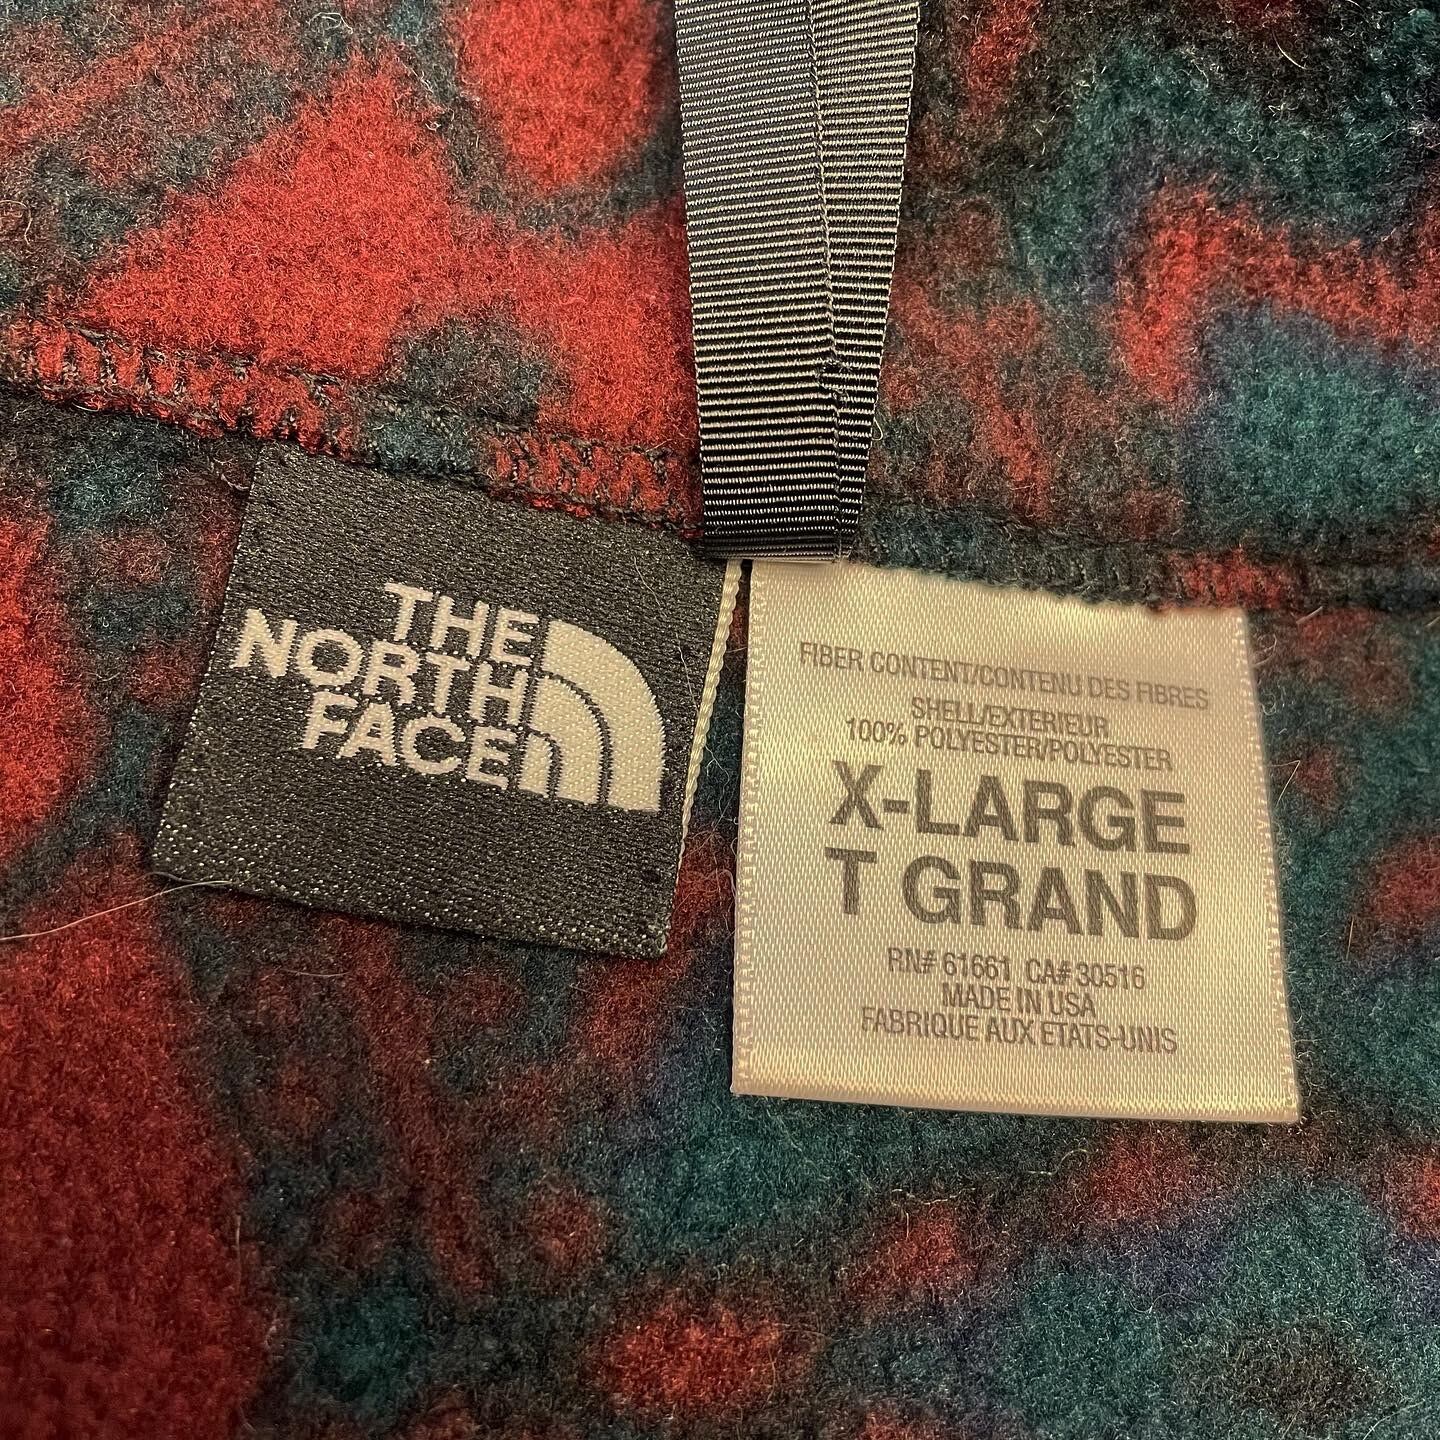 THE
NORTH
FACE
FIBER CONTENT/CONTENU DES FIBRES
SHELL/EXTERIEUR
100% POLYESTER/POLYESTER
X-LARGE
T GRAND
RN# 61661 CA# 30516
MADE IN USA
FABRIQUE AUX ETATS-UNIS